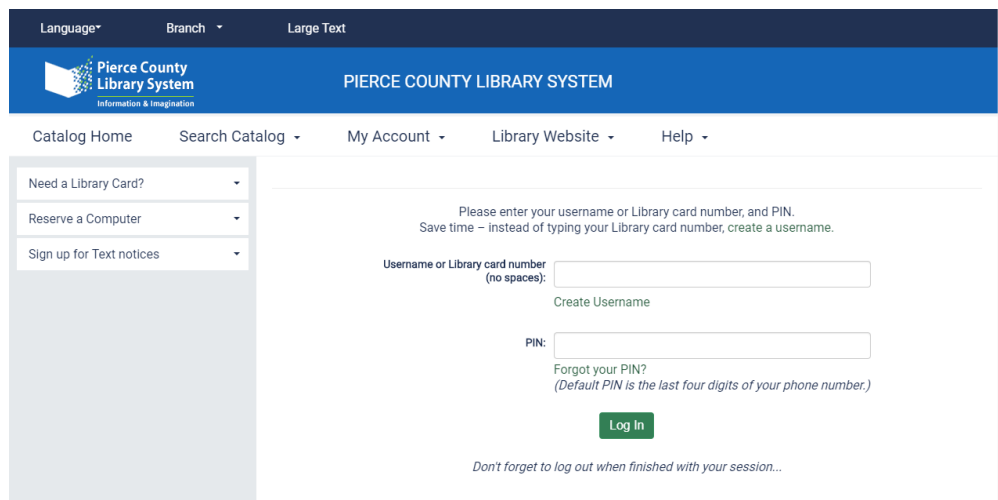 Language
Branch
Large Text
Pierce County
Library System
Information & Imagination
PIERCE COUNTY LIBRARY SYSTEM
Catalog Home
Search Catalog
My Account
Library Website
Help
Need a Library Card?
Reserve a Computer
Sign up for Text notices
Please enter your username or Library card number, and PIN.
Save time – instead of typing your Library card number, create a username.
Username or Library card number
(no spaces):
Create Username
PIN:
Forgot your PIN?
(Default PIN is the last four digits of your phone number.)
Log In
Don't forget to log out when finished with your session...